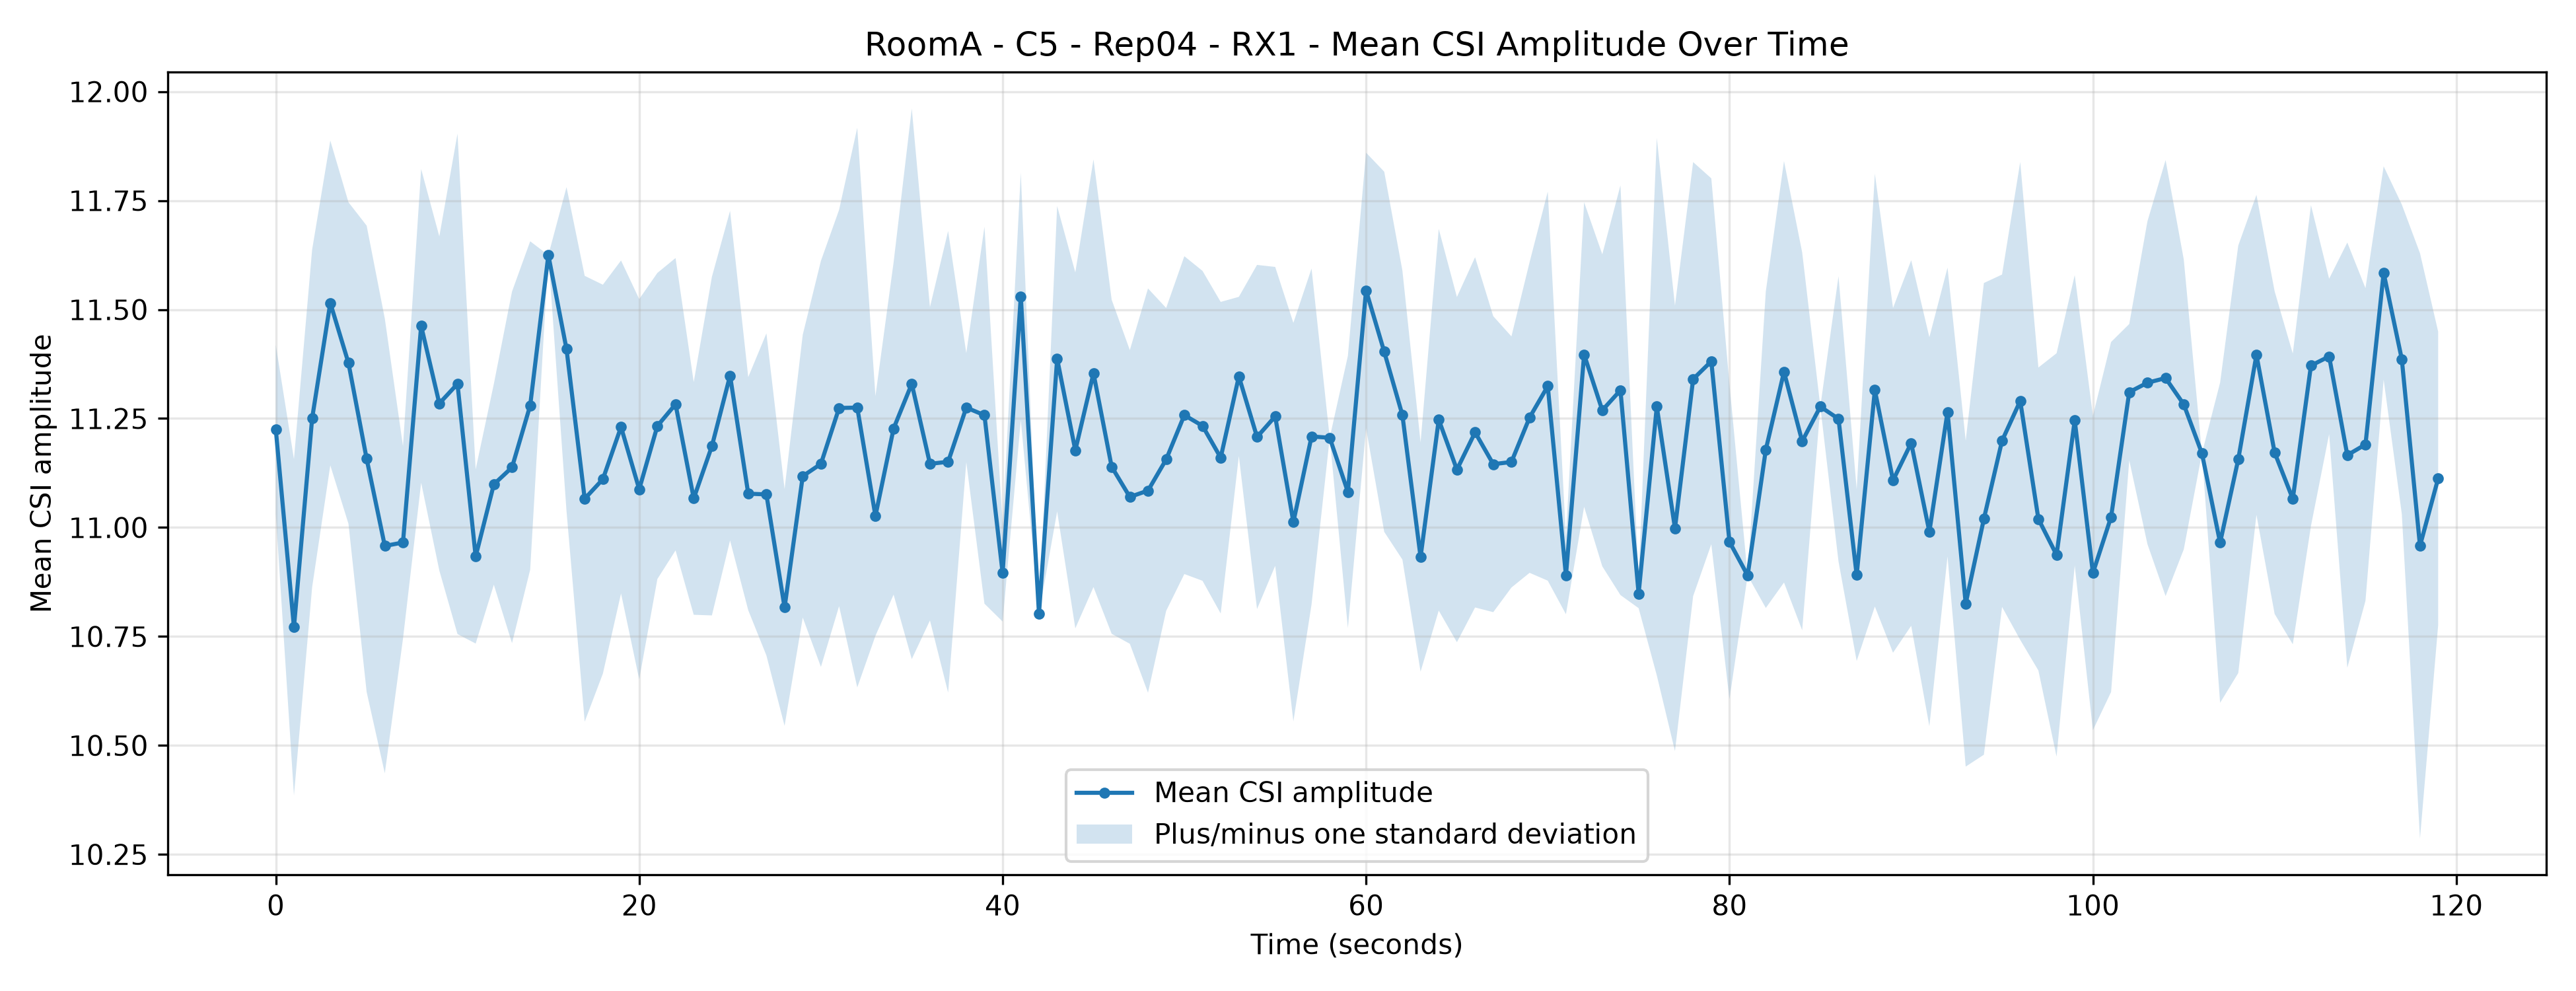 RoomA - C5 - Rep04 - RX1 - Mean CSI Amplitude Over Time
12.00
11.75
11.50
11.25
11.00
10.75
10.50
10.25
Mean CSI amplitude
Mean CSI amplitude
Plus/minus one standard deviation
0 20 40 60 80 100 120
Time (seconds)